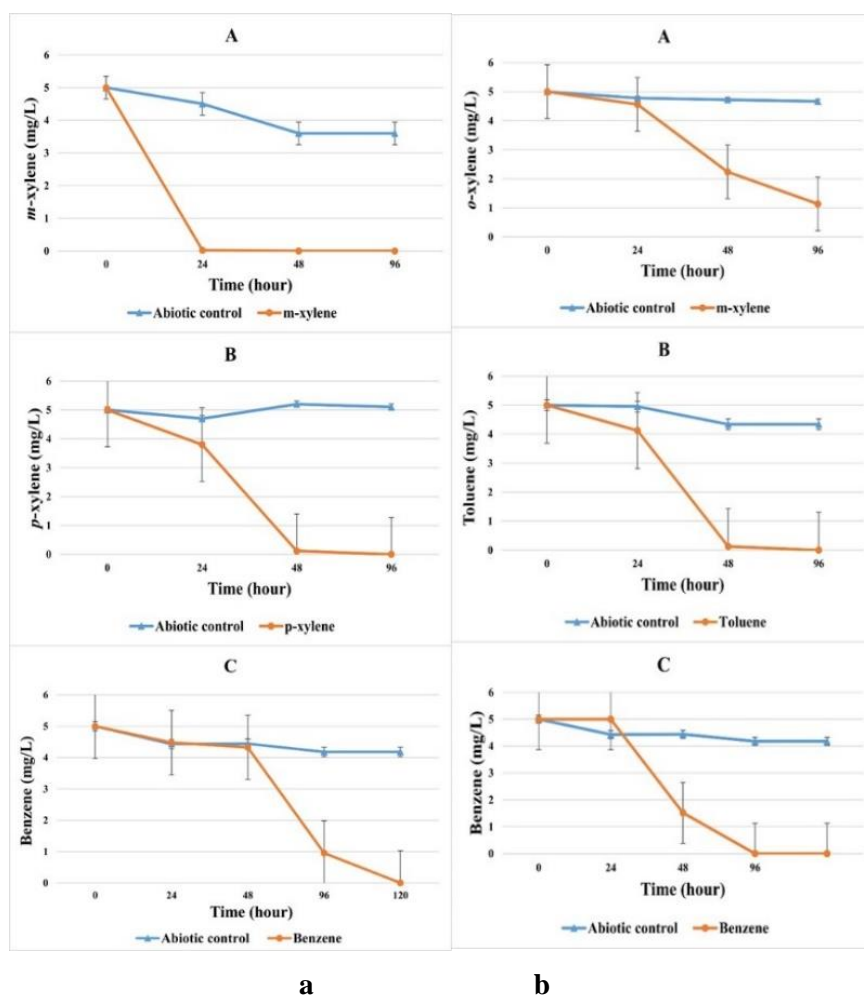 A
m-xylene (mg/L)
6
5
4
3
2
1
0
0 24 48 96
Time (hour)
Abiotic control m-xylene
B
p-xylene (mg/L)
6
5
4
3
2
1
0
0 24 48 96
Time (hour)
Abiotic control p-xylene
C
Benzene (mg/L)
6
5
4
3
2
1
0
0 24 48 96 120
Time (hour)
Abiotic control Benzene
a
A
o-xylene (mg/L)
6
5
4
3
2
1
0
0 24 48 96
Time (hour)
Abiotic control m-xylene
B
Toluene (mg/L)
6
5
4
3
2
1
0
0 24 48 96
Time (hour)
Abiotic control Toluene
C
Benzene (mg/L)
6
5
4
3
2
1
0
0 24 48 96
Time (hour)
Abiotic control Benzene
b